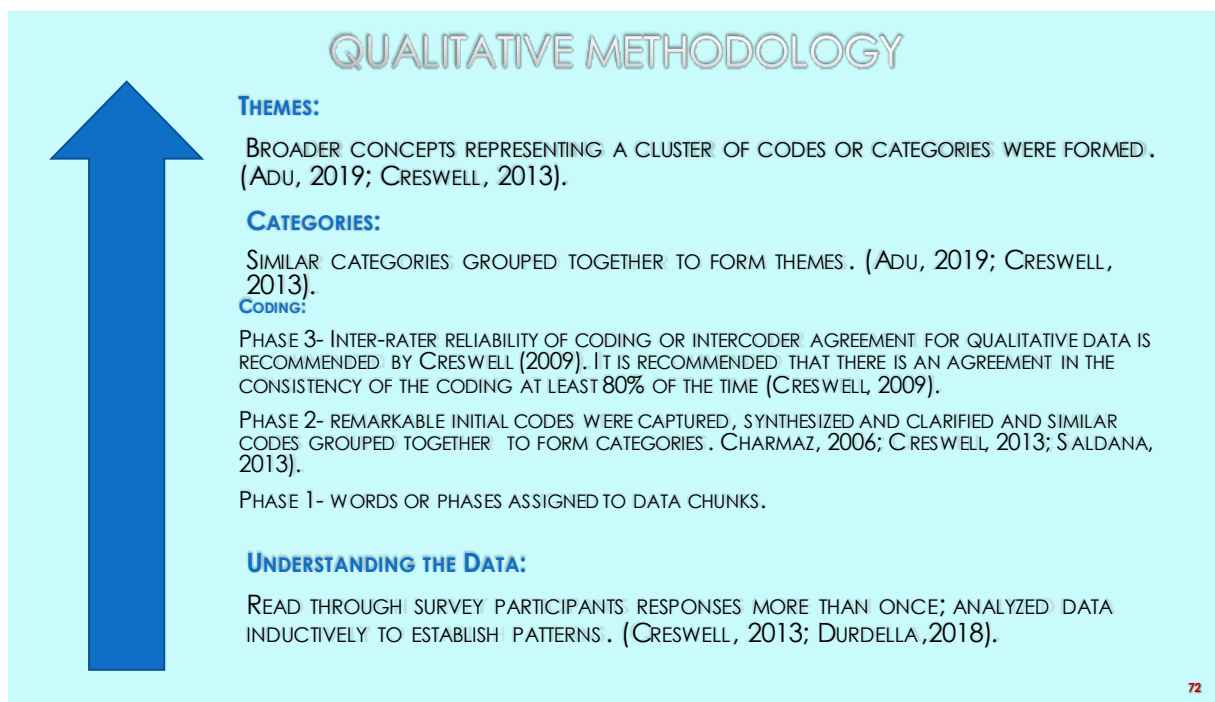 QUALITATIVE METHODOLOGY
THEMES:
BROADER CONCEPTS REPRESENTING A CLUSTER OF CODES OR CATEGORIES WERE FORMED.
(ADU, 2019; CRESWELL, 2013).
CATEGORIES:
SIMILAR CATEGORIES GROUPED TOGETHER TO FORM THEMES. (ADU, 2019; CRESWELL,
2013).
CODING:
PHASE 3- INTER-RATER RELIABILITY OF CODING OR INTERCODER AGREEMENT FOR QUALITATIVE DATA IS
RECOMMENDED BY CRESWELL (2009). IT IS RECOMMENDED THAT THERE IS AN AGREEMENT IN THE
CONSISTENCY OF THE CODING AT LEAST 80% OF THE TIME (CRESWELL, 2009).
PHASE 2- REMARKABLE INITIAL CODES WERE CAPTURED, SYNTHESIZED AND CLARIFIED AND SIMILAR
CODES GROUPED TOGETHER TO FORM CATEGORIES. CHARMAZ, 2006; CRESWELL, 2013; SALDANA,
2013).
PHASE 1- WORDS OR PHASES ASSIGNED TO DATA CHUNKS.
UNDERSTANDING THE DATA:
READ THROUGH SURVEY PARTICIPANTS RESPONSES MORE THAN ONCE; ANALYZED DATA
INDUCTIVELY TO ESTABLISH PATTERNS. (CRESWELL, 2013; DURDELLA,2018).
72